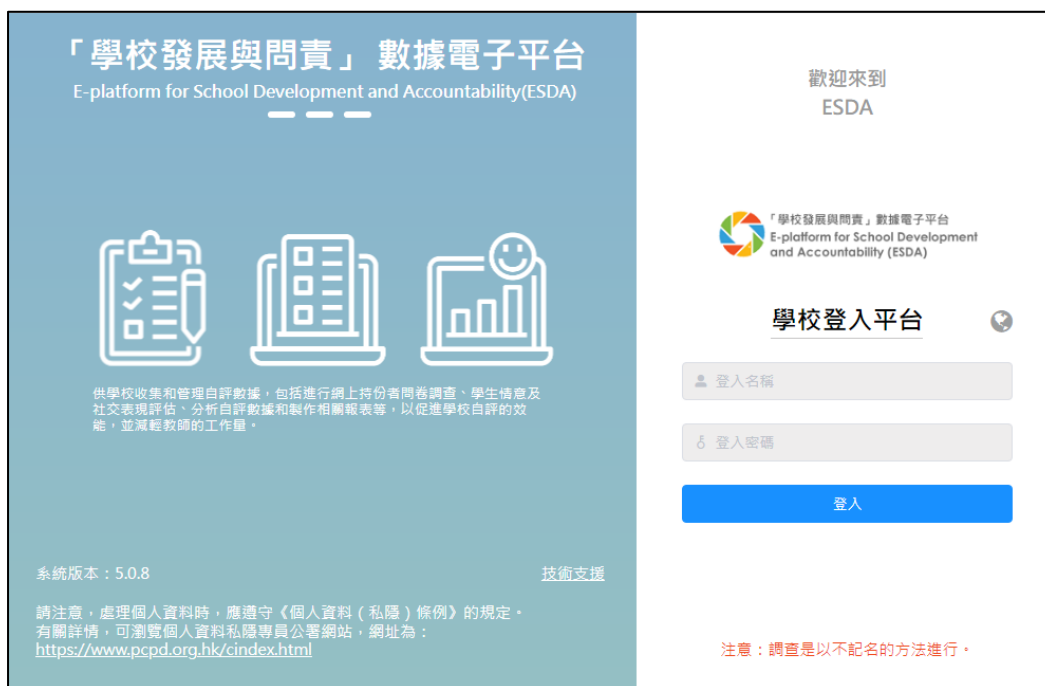 「學校發展與問責」 數據電子平台
E-platform for School Development and Accountability(ESDA)
供學校收集和管理自評數據，包括進行網上持份者問卷調查、學生情意及
社交表現評估、分析自評數據和製作相關報表等，以促進學校自評的效
能，並減輕教師的工作量。
系統版本：5.0.8
技術支援
請注意，處理個人資料時，應遵守《個人資料（私隱）條例》的規定。
有關詳情，可瀏覽個人資料私隱專員公署網站，網址為：
https://www.pcpd.org.hk/cindex.html
歡迎來到
ESDA
「學校發展與問責」數據電子平台
E-platform for School Development
and Accountability (ESDA)
學校登入平台
登入名稱
登入密碼
登入
注意：調查是以不記名的方法進行。